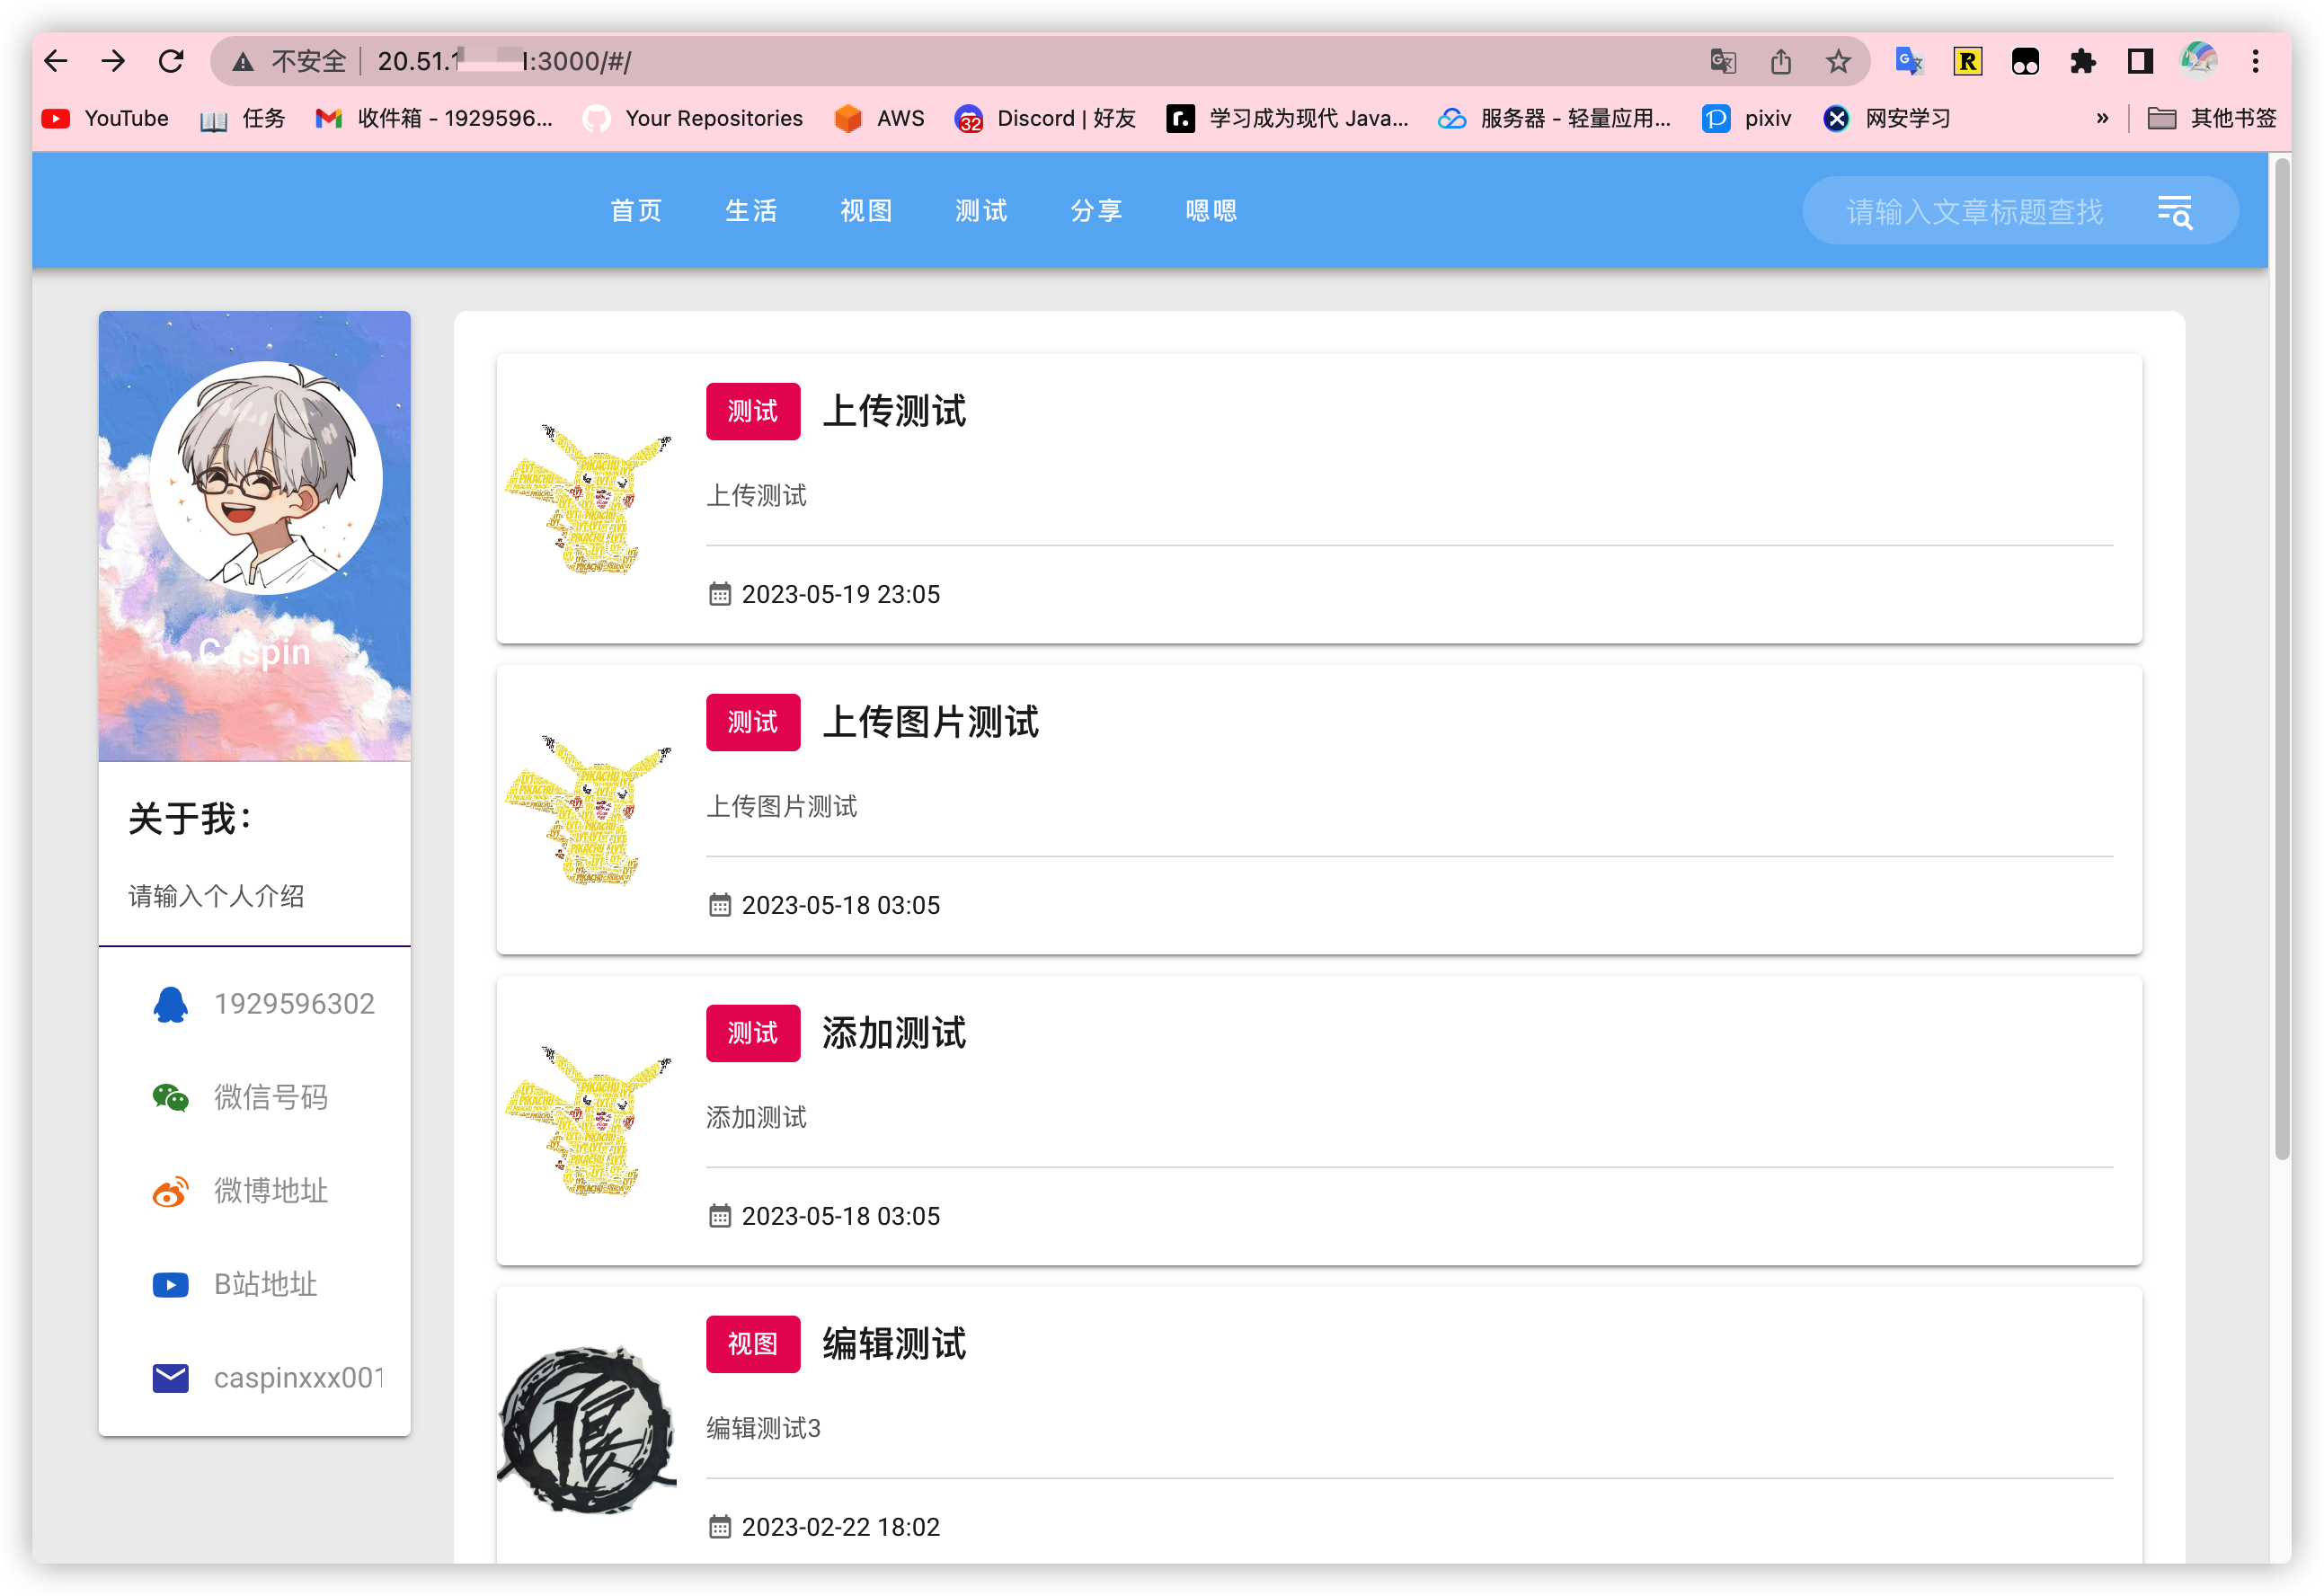 不安全 20.51.1 :3000/#/
YouTube 任务 收件箱 - 1929596... Your Repositories AWS Discord | 好友 学习成为现代 Java... 服务器 - 轻量应用... pixiv 网安学习 » 其他书签
首页 生活 视图 测试 分享 嗯嗯 请输入文章标题查找
Caspin
关于我：
请输入个人介绍
1929596302
微信号码
微博地址
B站地址
caspinxxx001
测试 上传测试
上传测试
2023-05-19 23:05
测试 上传图片测试
上传图片测试
2023-05-18 03:05
测试 添加测试
添加测试
2023-05-18 03:05
视图 编辑测试
编辑测试3
2023-02-22 18:02